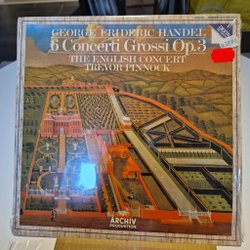 GEORGE FRIDERIC HANDEL
6 Concerti Grossi Op.3
THE ENGLISH CONCERT
TREVOR PINNOCK
ARCHIV
PRODUKTION